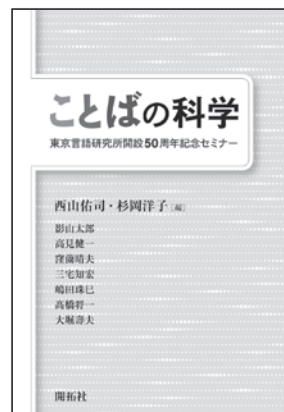 ことばの科学
東京言語研究所開設50周年記念セミナー
西山佑司・杉岡洋子［編］
影山太郎
高見健一
窪薗晴夫
三宅知宏
嶋田珠巳
高橋将一
大堀壽夫
開拓社